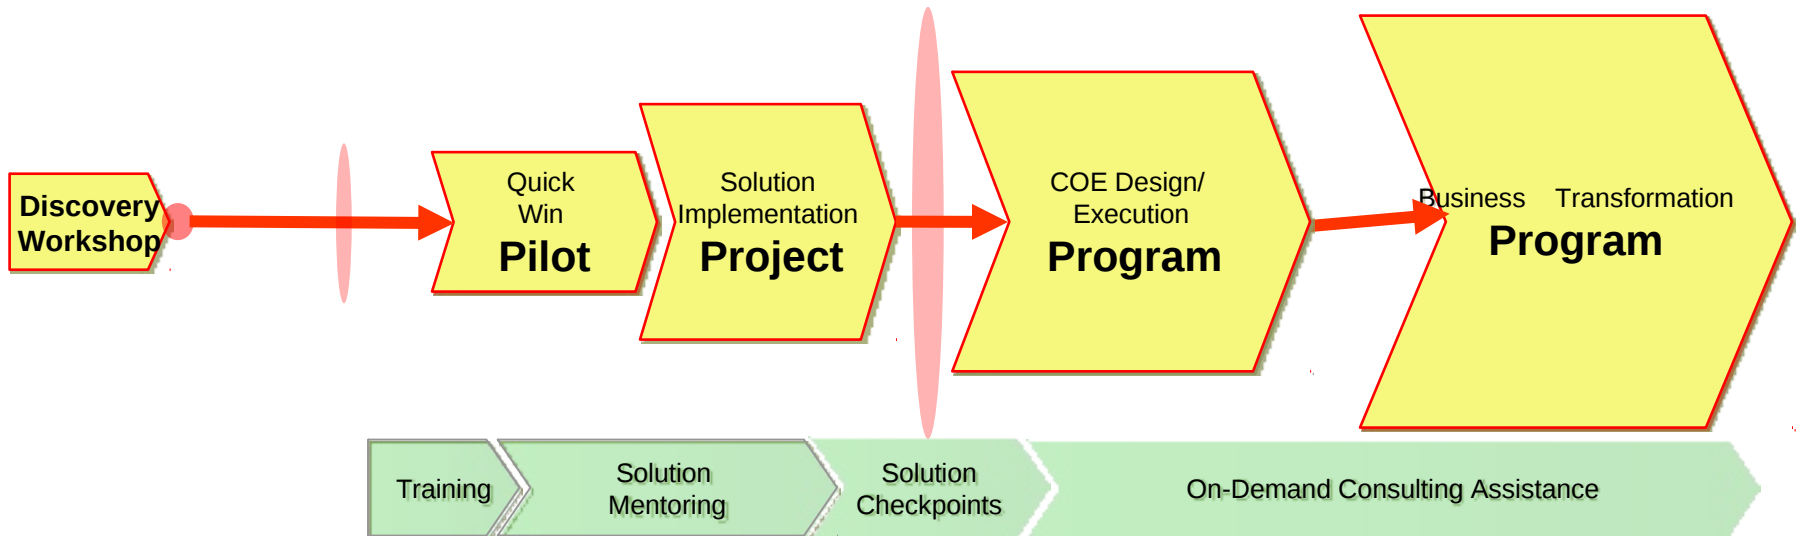 Discovery
Workshop
Quick
Win
Pilot
Solution
Implementation
Project
COE Design/
Execution
Program
Business Transformation
Program
Training
Solution
Mentoring
Solution
Checkpoints
On-Demand Consulting Assistance